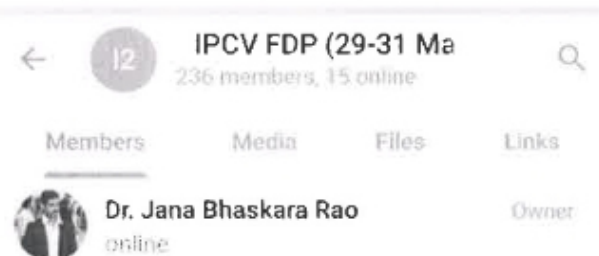 I2
IPCV FDP (29-31 Ma
236 members, 15 online
Members Media Files Links
Dr. Jana Bhaskara Rao Owner
online